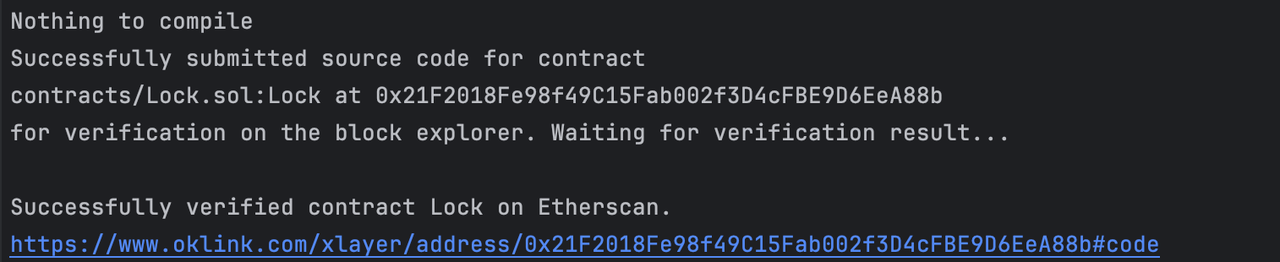 Nothing to compile
Successfully submitted source code for contract
contracts/Lock.sol:Lock at 0x21F2018Fe98f49C15Fab002f3D4cFBE9D6EeA88b
for verification on the block explorer. Waiting for verification result...
Successfully verified contract Lock on Etherscan.
https://www.oklink.com/xlayer/address/0x21F2018Fe98f49C15Fab002f3D4cFBE9D6EeA88b#code